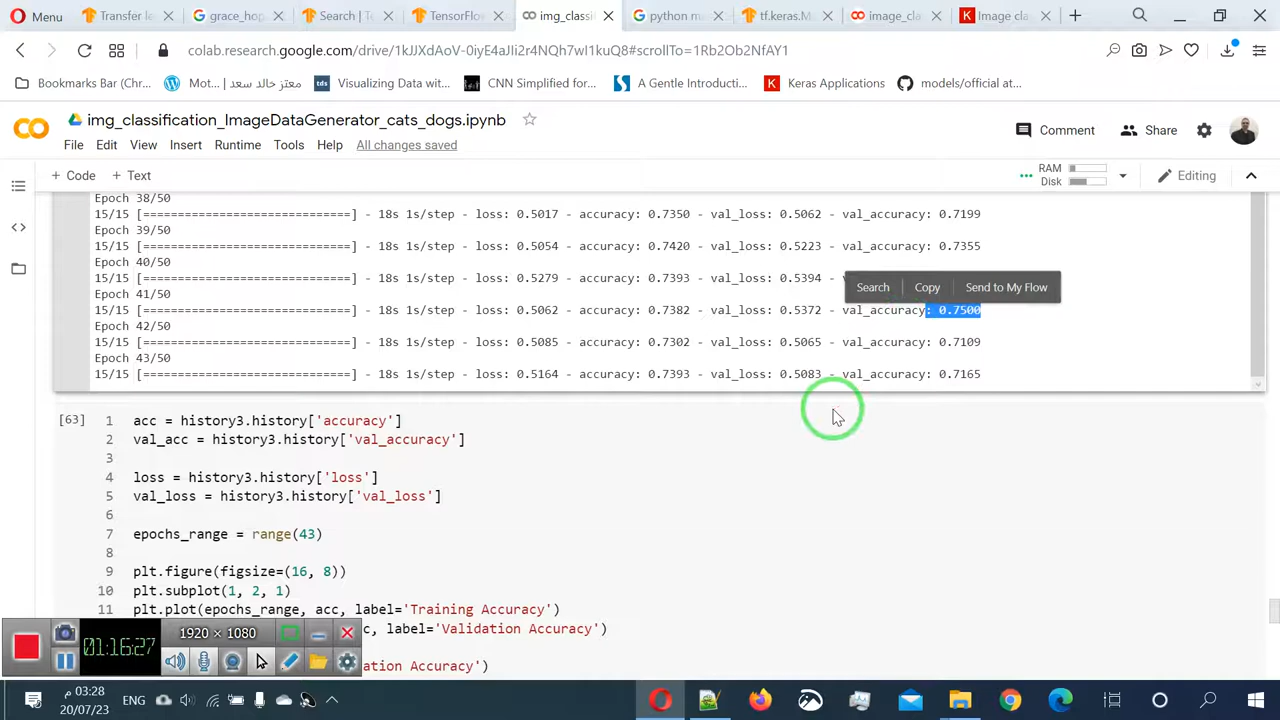 Menu
Transfer le
grace_hop
Search | Te
TensorFlow
img_classi
python ma
tf.keras.Mo
image_cla
Image cla
colab.research.google.com/drive/1kJJXdAoV-0iyE4aJIi2r4NQh7wI1kuQ8#scrollTo=1Rb2Ob2NfAY1
Bookmarks Bar (Chr...
معتز خالد سعد | Mot...
Visualizing Data wit...
CNN Simplified for...
A Gentle Introducti...
Keras Applications
models/official at...
img_classification_ImageDataGenerator_cats_dogs.ipynb
Comment
Share
File Edit View Insert Runtime Tools Help All changes saved
+ Code + Text
RAM
Disk
Editing
Epoch 38/50
15/15 [==============================] - 18s 1s/step - loss: 0.5017 - accuracy: 0.7350 - val_loss: 0.5062 - val_accuracy: 0.7199
Epoch 39/50
15/15 [==============================] - 18s 1s/step - loss: 0.5054 - accuracy: 0.7420 - val_loss: 0.5223 - val_accuracy: 0.7355
Epoch 40/50
15/15 [==============================] - 18s 1s/step - loss: 0.5279 - accuracy: 0.7393 - val_loss: 0.5394 -
Search Copy Send to My Flow
Epoch 41/50
15/15 [==============================] - 18s 1s/step - loss: 0.5062 - accuracy: 0.7382 - val_loss: 0.5372 - val_accuracy: 0.7500
Epoch 42/50
15/15 [==============================] - 18s 1s/step - loss: 0.5085 - accuracy: 0.7302 - val_loss: 0.5065 - val_accuracy: 0.7109
Epoch 43/50
15/15 [==============================] - 18s 1s/step - loss: 0.5164 - accuracy: 0.7393 - val_loss: 0.5083 - val_accuracy: 0.7165
[63]
1 acc = history3.history['accuracy']
2 val_acc = history3.history['val_accuracy']
3
4 loss = history3.history['loss']
5 val_loss = history3.history['val_loss']
6
7 epochs_range = range(43)
8
9 plt.figure(figsize=(16, 8))
10 plt.subplot(1, 2, 1)
11 plt.plot(epochs_range, acc, label='Training Accuracy')
c, label='Validation Accuracy')
ation Accuracy')
01:16:27
1920 × 1080
ENG
03:28 م
20/07/23